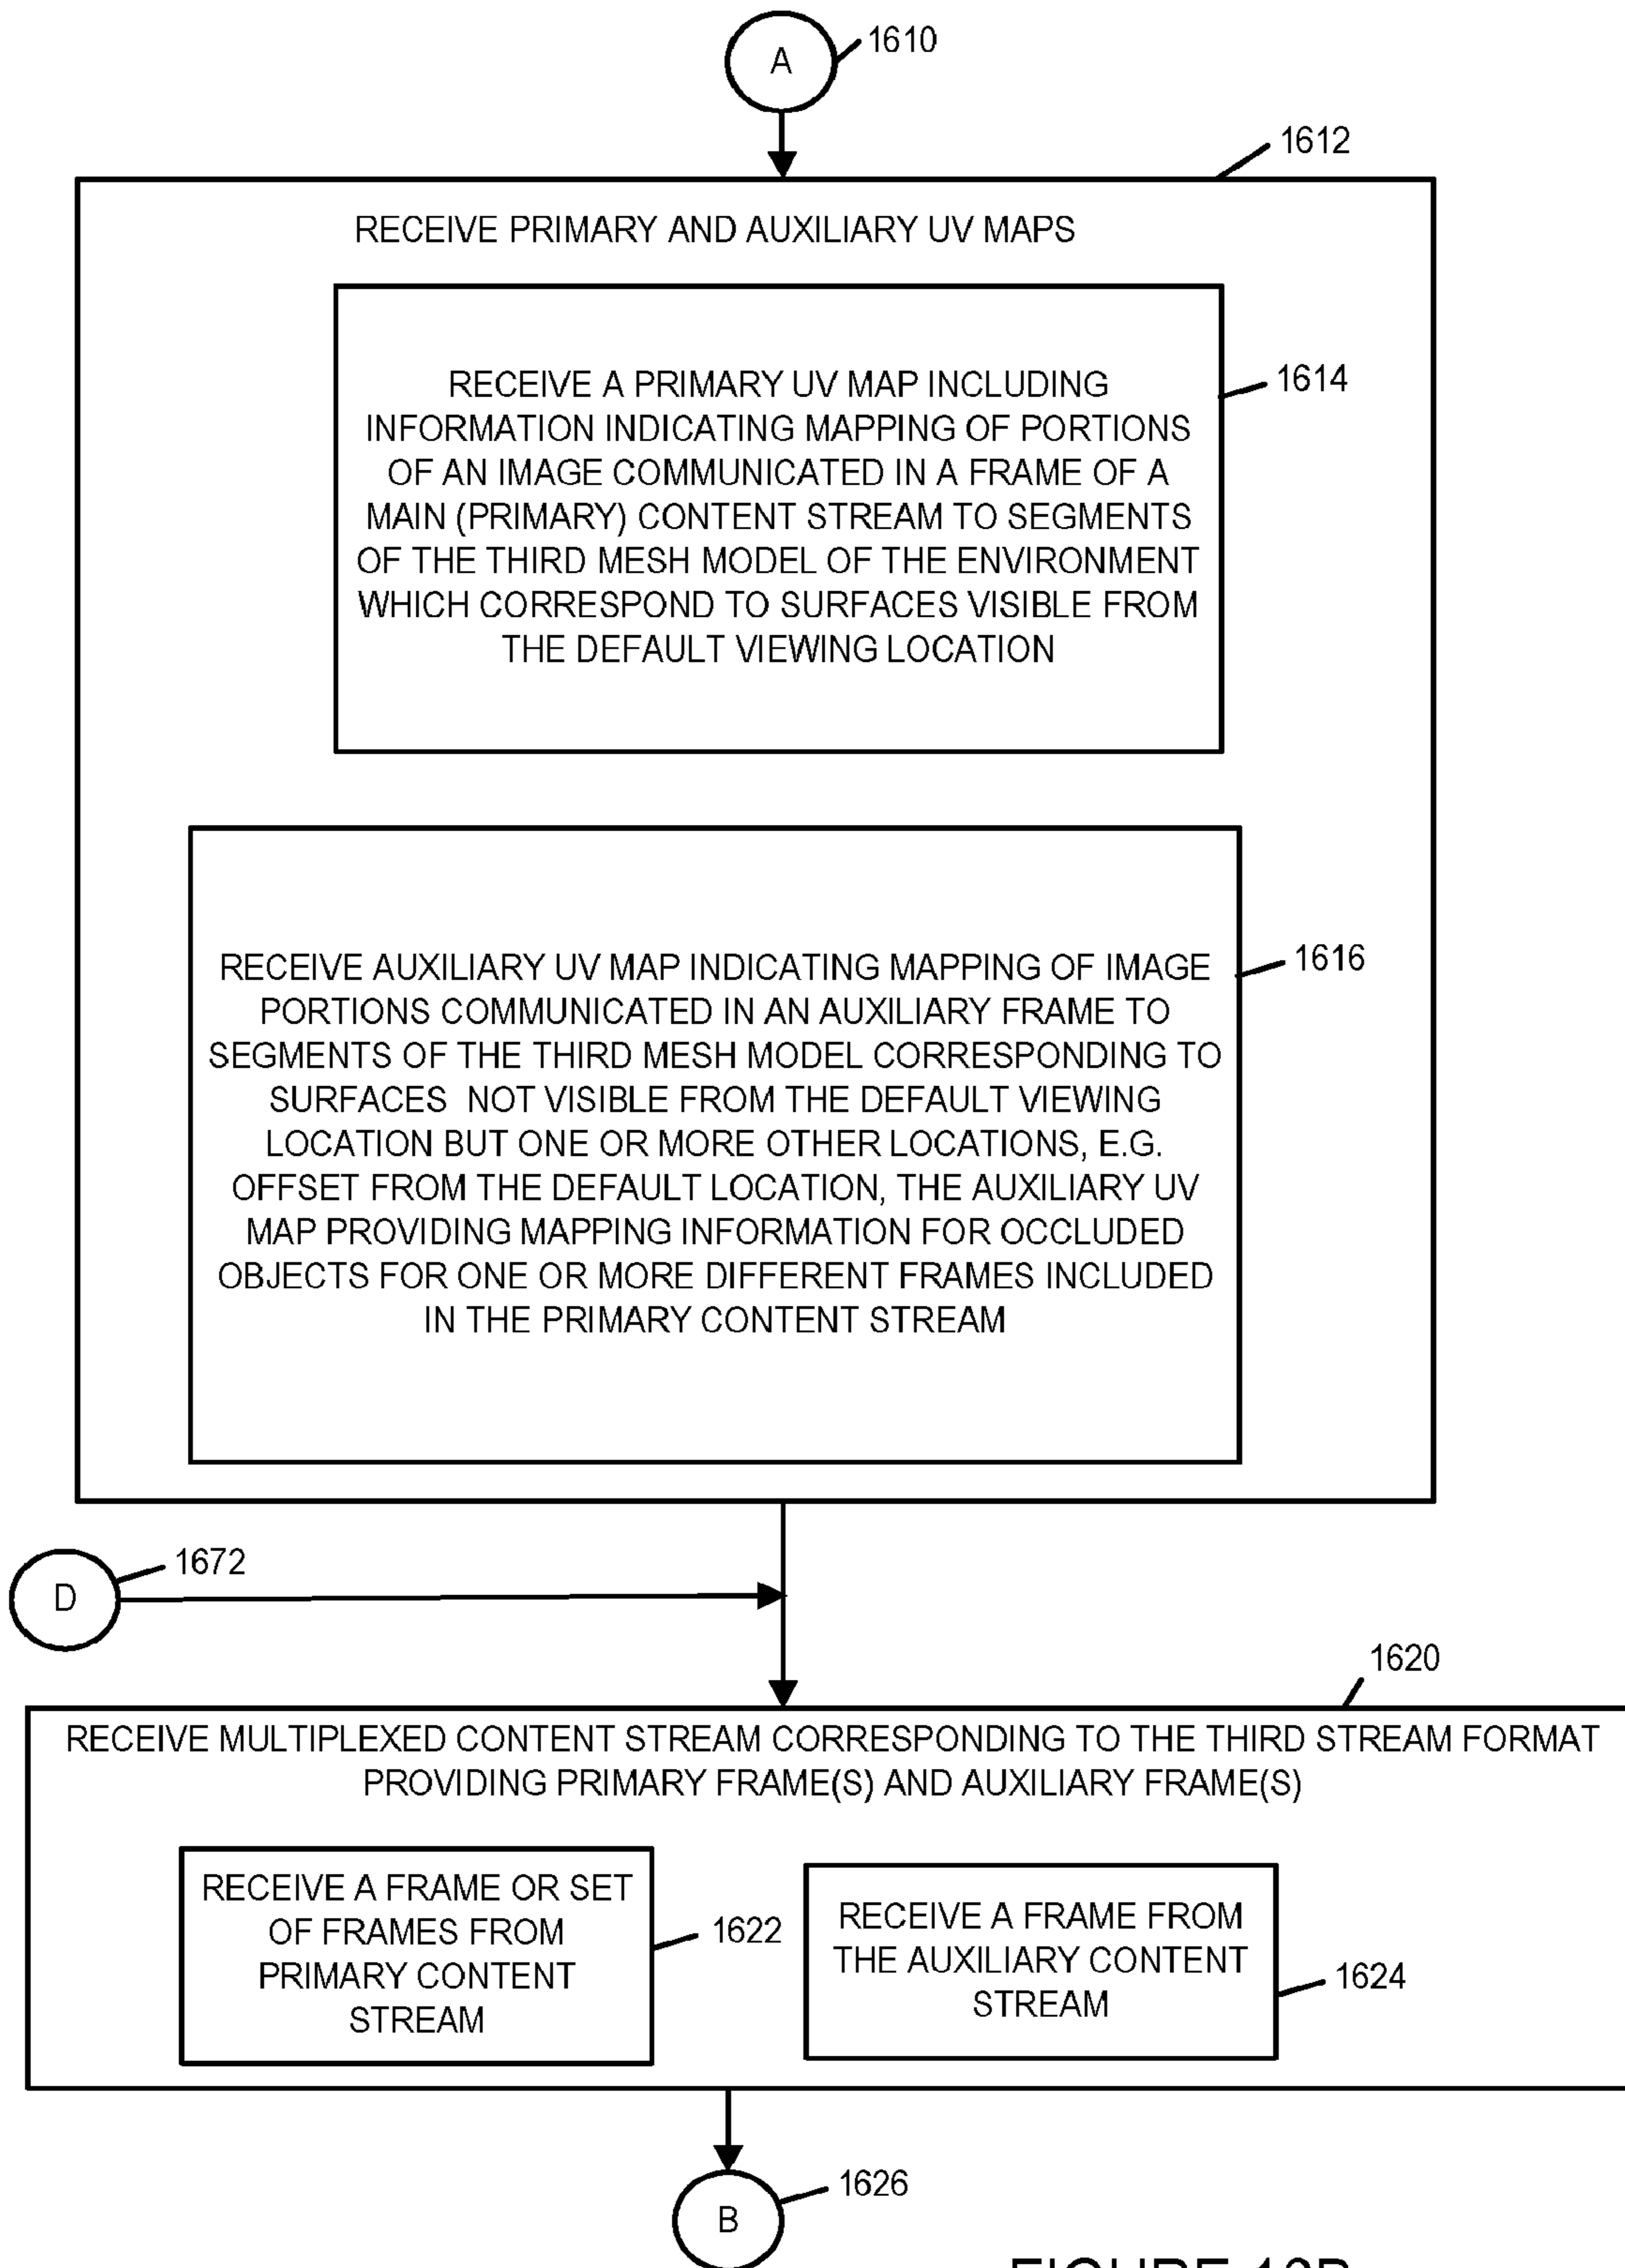 A
1610
1612
RECEIVE PRIMARY AND AUXILIARY UV MAPS
RECEIVE A PRIMARY UV MAP INCLUDING
INFORMATION INDICATING MAPPING OF PORTIONS
OF AN IMAGE COMMUNICATED IN A FRAME OF A
MAIN (PRIMARY) CONTENT STREAM TO SEGMENTS
OF THE THIRD MESH MODEL OF THE ENVIRONMENT
WHICH CORRESPOND TO SURFACES VISIBLE FROM
THE DEFAULT VIEWING LOCATION
1614
RECEIVE AUXILIARY UV MAP INDICATING MAPPING OF IMAGE
PORTIONS COMMUNICATED IN AN AUXILIARY FRAME TO
SEGMENTS OF THE THIRD MESH MODEL CORRESPONDING TO
SURFACES NOT VISIBLE FROM THE DEFAULT VIEWING
LOCATION BUT ONE OR MORE OTHER LOCATIONS, E.G.
OFFSET FROM THE DEFAULT LOCATION, THE AUXILIARY UV
MAP PROVIDING MAPPING INFORMATION FOR OCCLUDED
OBJECTS FOR ONE OR MORE DIFFERENT FRAMES INCLUDED
IN THE PRIMARY CONTENT STREAM
1616
D
1672
1620
RECEIVE MULTIPLEXED CONTENT STREAM CORRESPONDING TO THE THIRD STREAM FORMAT
PROVIDING PRIMARY FRAME(S) AND AUXILIARY FRAME(S)
RECEIVE A FRAME OR SET
OF FRAMES FROM
PRIMARY CONTENT
STREAM
1622
RECEIVE A FRAME FROM
THE AUXILIARY CONTENT
STREAM
1624
B
1626
FIGURE 16B